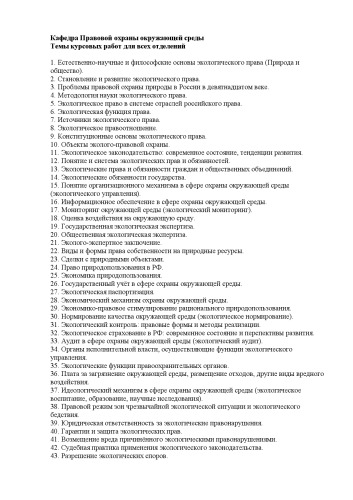 Кафедра Правовой охраны окружающей среды
Темы курсовых работ для всех отделений
1. Естественно-научные и философские основы экологического права (Природа и
общество).
2. Становление и развитие экологического права.
3. Проблемы правовой охраны природы в России в девятнадцатом веке.
4. Методология науки экологического права.
5. Экологическое право в системе отраслей российского права.
6. Экологическая функция права.
7. Источники экологического права.
8. Экологическое правоотношение.
9. Конституционные основы экологического права.
10. Объекты эколого-правовой охраны.
11. Экологическое законодательство: современное состояние, тенденции развития.
12. Понятие и система экологических прав и обязанностей.
13. Экологические права и обязанности граждан и общественных объединений.
14. Экологические обязанности государства.
15. Понятие организационного механизма в сфере охраны окружающей среды
(экологического управления).
16. Информационное обеспечение в сфере охраны окружающей среды.
17. Мониторинг окружающей среды (экологический мониторинг).
18. Оценка воздействия на окружающую среду.
19. Государственная экологическая экспертиза.
20. Общественная экологическая экспертиза.
21. Эколого-экспертное заключение.
22. Виды и формы права собственности на природные ресурсы.
23. Сделки с природными объектами.
24. Право природопользования в РФ.
25. Экономика природопользования.
26. Государственный учёт в сфере охраны окружающей среды.
27. Экологическая паспортизация.
28. Экономический механизм охраны окружающей среды.
29. Экономико-правовое стимулирование рационального природопользования.
30. Нормирование качества окружающей среды (экологическое нормирование).
31. Экологический контроль: правовые формы и методы реализации.
32. Экологическое страхование в РФ: современное состояние и перспективы развития.
33. Аудит в сфере охраны окружающей среды (экологический аудит).
34. Органы исполнительной власти, осуществляющие функции экологического
управления.
35. Экологические функции правоохранительных органов.
36. Плата за загрязнение окружающей среды, размещение отходов, другие виды вредного
воздействия.
37. Идеологический механизм в сфере охраны окружающей среды (экологическое
воспитание, образование, научные исследования).
38. Правовой режим зон чрезвычайной экологической ситуации и экологического
бедствия.
39. Юридическая ответственность за экологические правонарушения.
40. Гарантии и защита экологических прав.
41. Возмещение вреда причинённого экологическими правонарушениями.
42. Судебная практика применения экологического законодательства.
43. Разрешение экологических споров.